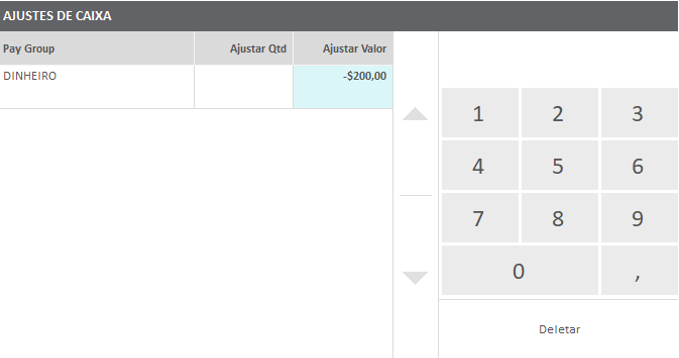 AJUSTES DE CAIXA
Pay Group Ajustar Qtd Ajustar Valor
DINHEIRO -$200,00
1 2 3
4 5 6
7 8 9
0 ,
Deletar